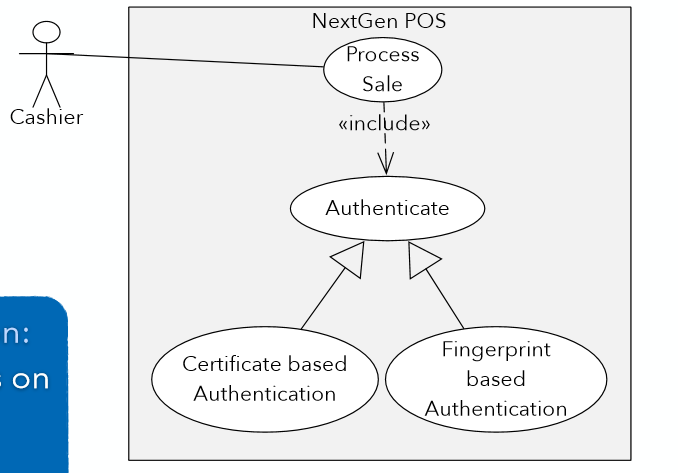 NextGen POS
Process
Sale
Cashier
«include»
Authenticate
Certificate based
Authentication
Fingerprint
based
Authentication
n:
on